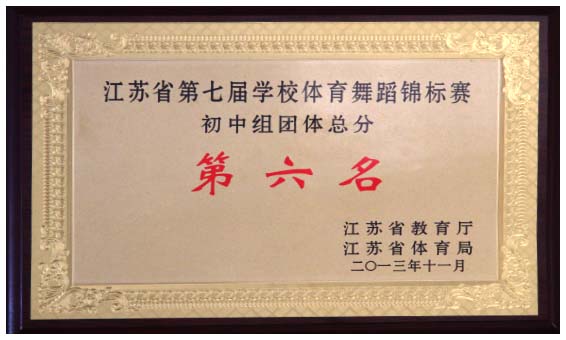 江苏省第七届学校体育舞蹈锦标赛
初中组团体总分
第六名
江苏省教育厅
江苏省体育局
二〇一三年十一月